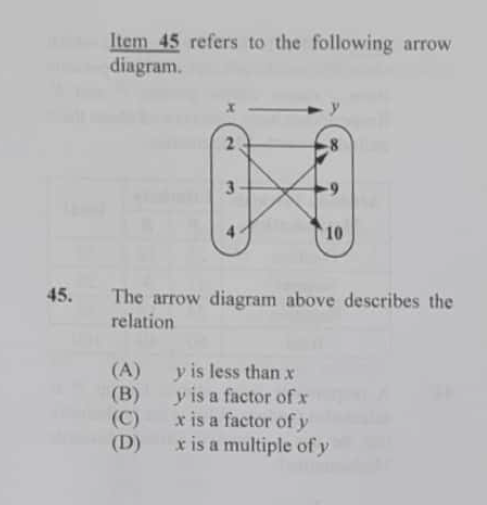 Item 45 refers to the following arrow
diagram.
x y
2 8
3 9
4 10
45. The arrow diagram above describes the
relation
(A) y is less than x
(B) y is a factor of x
(C) x is a factor of y
(D) x is a multiple of y